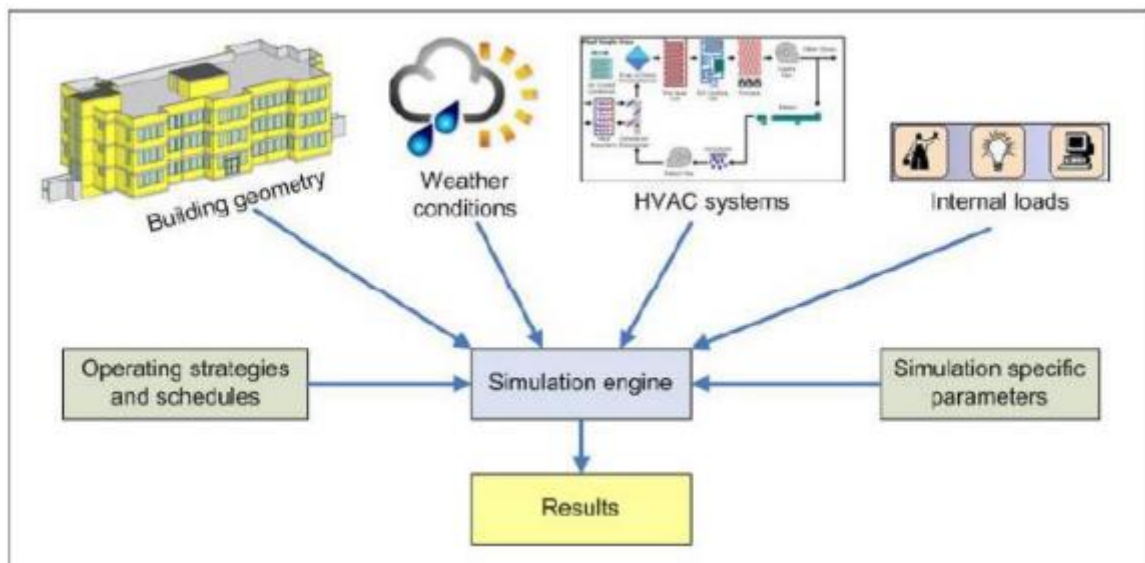 Building geometry
Weather
conditions
HVAC systems
Internal loads
Operating strategies
and schedules
Simulation engine
Simulation specific
parameters
Results